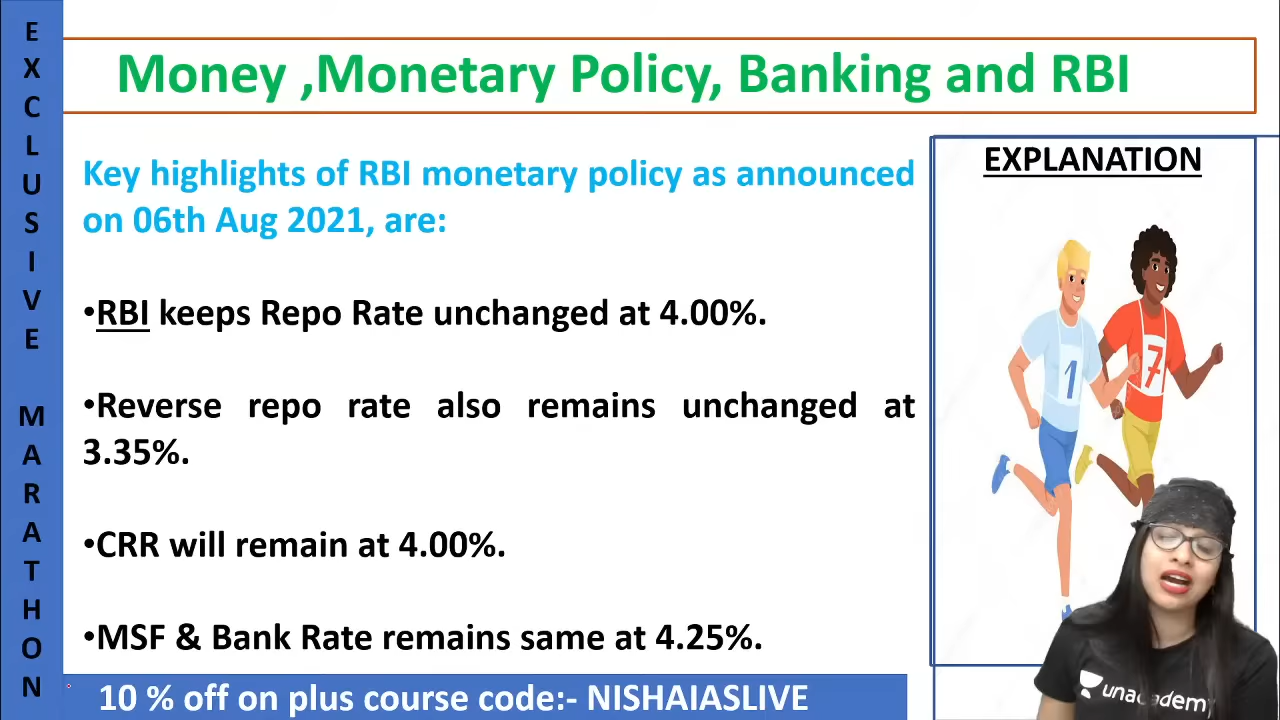 EXCLUSIVE MARATHON
Money ,Monetary Policy, Banking and RBI
Key highlights of RBI monetary policy as announced
on 06th Aug 2021, are:
•RBI keeps Repo Rate unchanged at 4.00%.
•Reverse repo rate also remains unchanged at
3.35%.
•CRR will remain at 4.00%.
•MSF & Bank Rate remains same at 4.25%.
10 % off on plus course code:- NISHAIASLIVE
EXPLANATION
1
7
unacademy